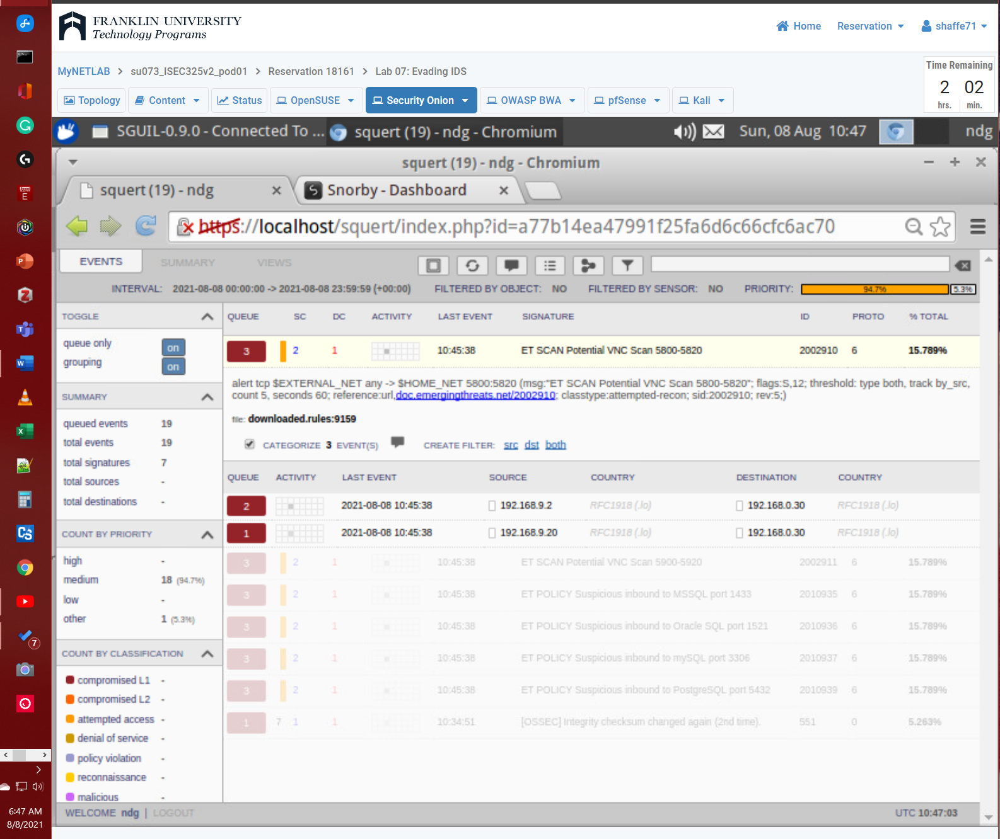 FRANKLIN UNIVERSITY
Technology Programs
Home Reservation shaffe71
MyNETLAB > su073_ISEC325v2_pod01 > Reservation 18161 > Lab 07: Evading IDS
Time Remaining
2 02
hrs. min.
Topology Content Status OpenSUSE Security Onion OWASP BWA pfSense Kali
SGUIL-0.9.0 - Connected To ... squert (19) - ndg - Chromium Sun, 08 Aug 10:47 ndg
squert (19) - ndg - Chromium
squert (19) - ndg Snorby - Dashboard
https://localhost/squert/index.php?id=a77b14ea47991f25fa6d6c66cfc6ac70
EVENTS SUMMARY VIEWS
INTERVAL: 2021-08-08 00:00:00 -> 2021-08-08 23:59:59 (+00:00) FILTERED BY OBJECT: NO FILTERED BY SENSOR: NO PRIORITY: 94.7% 5.3%
TOGGLE
queue only on
grouping on
SUMMARY
queued events 19
total events 19
total signatures 7
total sources -
total destinations -
COUNT BY PRIORITY
high -
medium 18 (94.7%)
low -
other 1 (5.3%)
COUNT BY CLASSIFICATION
compromised L1 -
compromised L2 -
attempted access -
denial of service -
policy violation -
reconnaissance -
malicious -
QUEUE SC DC ACTIVITY LAST EVENT SIGNATURE ID PROTO % TOTAL
3 2 1 10:45:38 ET SCAN Potential VNC Scan 5800-5820 2002910 6 15.789%
alert tcp $EXTERNAL_NET any -> $HOME_NET 5800:5820 (msg:"ET SCAN Potential VNC Scan 5800-5820"; flags:S,12; threshold: type both, track by_src,
count 5, seconds 60; reference:url,doc.emergingthreats.net/2002910; classtype:attempted-recon; sid:2002910; rev:5;)
file: downloaded.rules:9159
CATEGORIZE 3 EVENT(S) CREATE FILTER: src dst both
QUEUE ACTIVITY LAST EVENT SOURCE COUNTRY DESTINATION COUNTRY
2 2021-08-08 10:45:38 192.168.9.2 RFC1918 (.lo) 192.168.0.30 RFC1918 (.lo)
1 2021-08-08 10:45:38 192.168.9.20 RFC1918 (.lo) 192.168.0.30 RFC1918 (.lo)
3 2 1 10:45:38 ET SCAN Potential VNC Scan 5900-5920 2002911 6 15.789%
3 2 1 10:45:38 ET POLICY Suspicious inbound to MSSQL port 1433 2010935 6 15.789%
3 2 1 10:45:38 ET POLICY Suspicious inbound to Oracle SQL port 1521 2010936 6 15.789%
3 2 1 10:45:38 ET POLICY Suspicious inbound to mySQL port 3306 2010937 6 15.789%
3 2 1 10:45:38 ET POLICY Suspicious inbound to PostgreSQL port 5432 2010939 6 15.789%
1 7 1 1 10:34:51 [OSSEC] Integrity checksum changed again (2nd time). 551 0 5.263%
WELCOME ndg | LOGOUT UTC 10:47:03
7
6:47 AM
8/8/2021